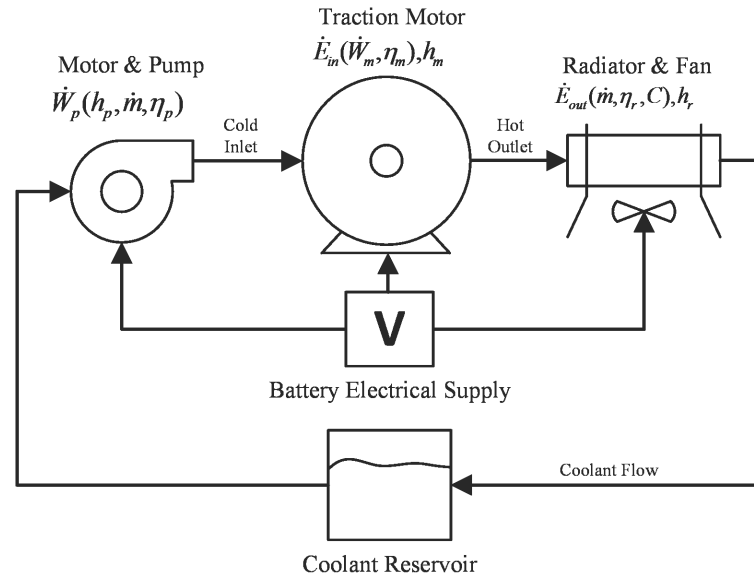 Traction Motor
Ė_in(Ẇ_m,η_m),h_m
Motor & Pump
Ẇ_p(h_p,ṁ,η_p)
Radiator & Fan
Ė_out(ṁ,η_r,C),h_r
Cold
Inlet
Hot
Outlet
V
Battery Electrical Supply
Coolant Flow
Coolant Reservoir